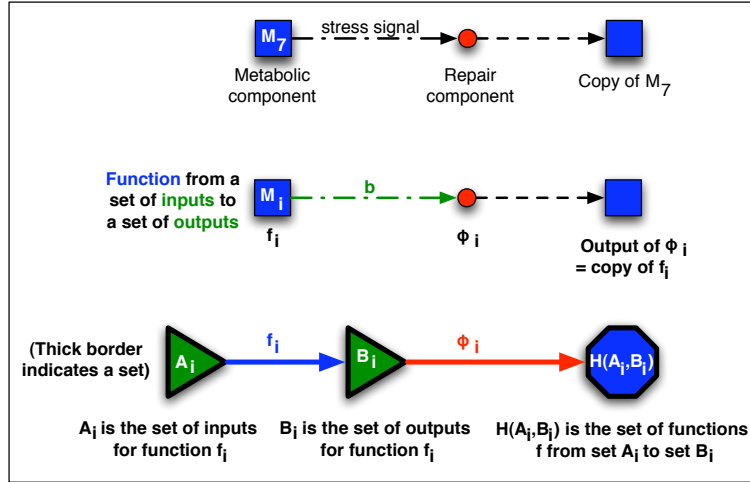 M7 stress signal
Metabolic component
Repair component
Copy of M7
Function from a
set of inputs to
a set of outputs
Mi b
fi
ϕi
Output of ϕi
= copy of fi
(Thick border
indicates a set)
Ai fi Bi ϕi H(Ai,Bi)
Ai is the set of inputs
for function fi
Bi is the set of outputs
for function fi
H(Ai,Bi) is the set of functions
f from set Ai to set Bi